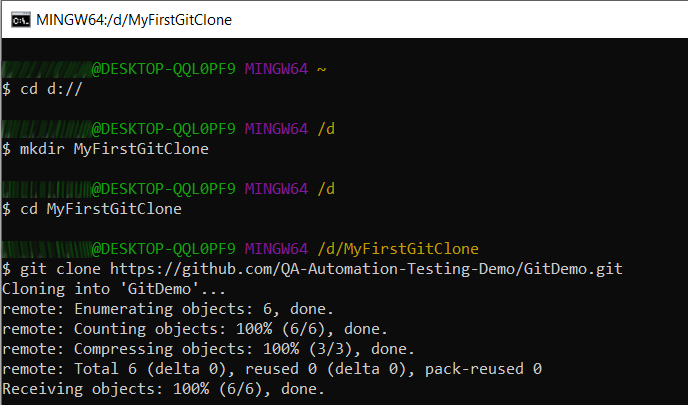 MINGW64:/d/MyFirstGitClone
@DESKTOP-QQL0PF9 MINGW64 ~
$ cd d://
@DESKTOP-QQL0PF9 MINGW64 /d
$ mkdir MyFirstGitClone
@DESKTOP-QQL0PF9 MINGW64 /d
$ cd MyFirstGitClone
@DESKTOP-QQL0PF9 MINGW64 /d/MyFirstGitClone
$ git clone https://github.com/QA-Automation-Testing-Demo/GitDemo.git
Cloning into 'GitDemo'...
remote: Enumerating objects: 6, done.
remote: Counting objects: 100% (6/6), done.
remote: Compressing objects: 100% (3/3), done.
remote: Total 6 (delta 0), reused 0 (delta 0), pack-reused 0
Receiving objects: 100% (6/6), done.